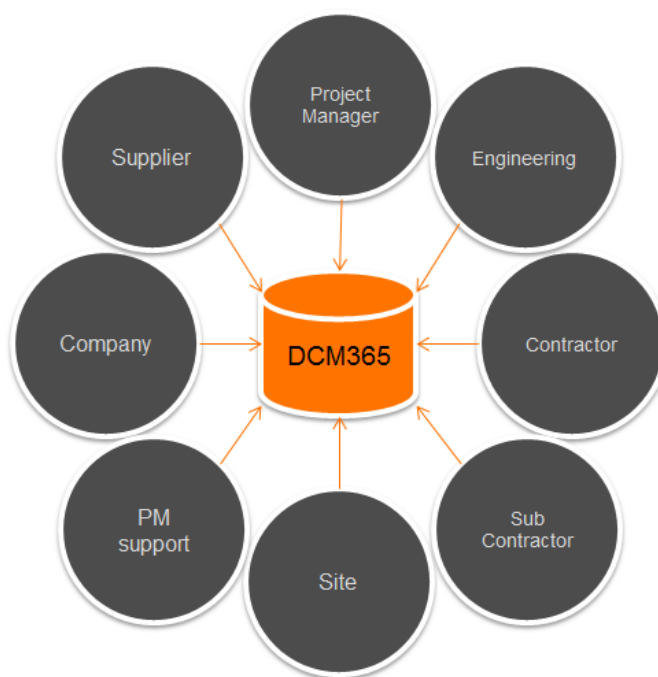 Project
Manager
Supplier
Engineering
Company
DCM365
Contractor
PM
support
Sub
Contractor
Site